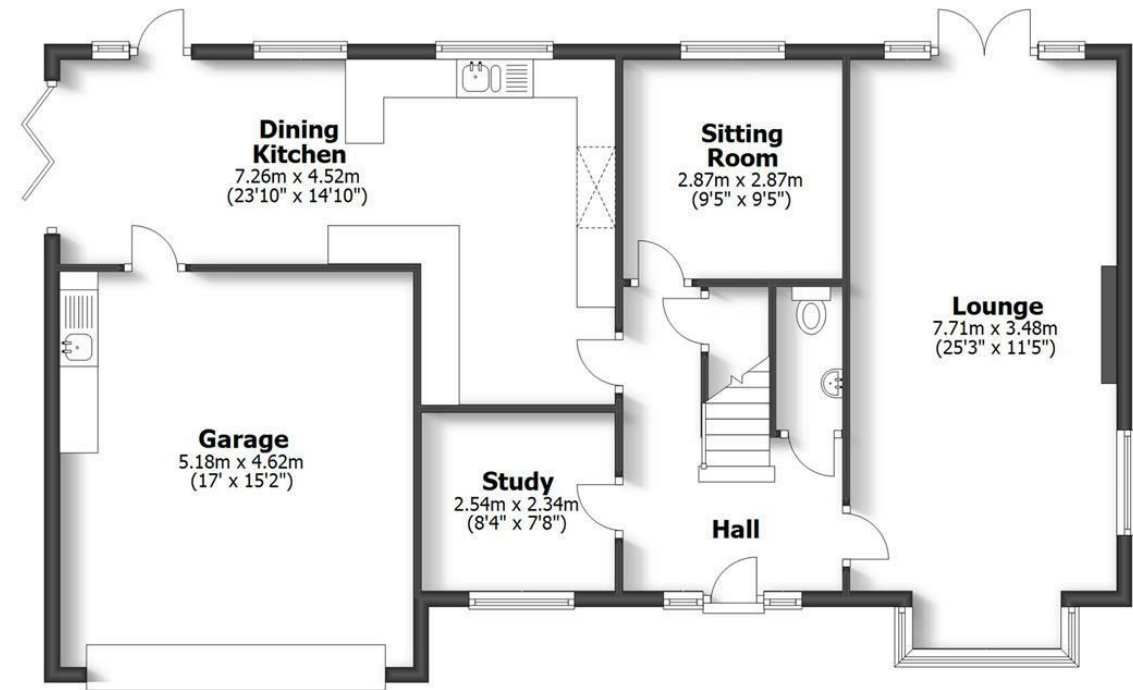 Dining
Kitchen
7.26m x 4.52m
(23'10" x 14'10")
Sitting
Room
2.87m x 2.87m
(9'5" x 9'5")
Lounge
7.71m x 3.48m
(25'3" x 11'5")
Garage
5.18m x 4.62m
(17' x 15'2")
Study
2.54m x 2.34m
(8'4" x 7'8")
Hall